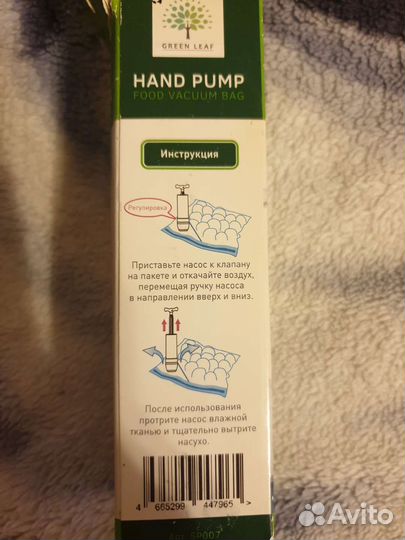 GREEN LEAF
HAND PUMP
FOOD VACUUM BAG
Инструкция
Регулировка
Приставьте насос к клапану
на пакете и откачайте воздух,
перемещая ручку насоса
в направлении вверх и вниз.
После использования
протрите насос влажной
тканью и тщательно вытрите
насухо.
4 665299 447965 >
Avito